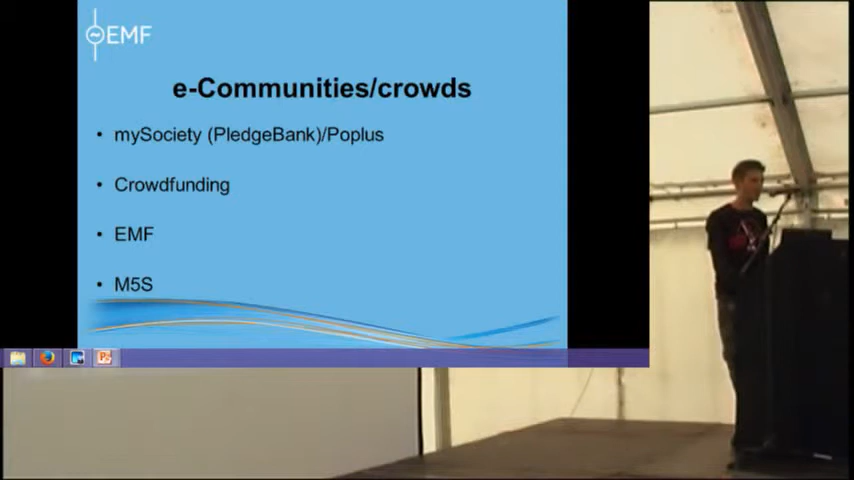 EMF
e-Communities/crowds
• mySociety (PledgeBank)/Poplus
• Crowdfunding
• EMF
• M5S